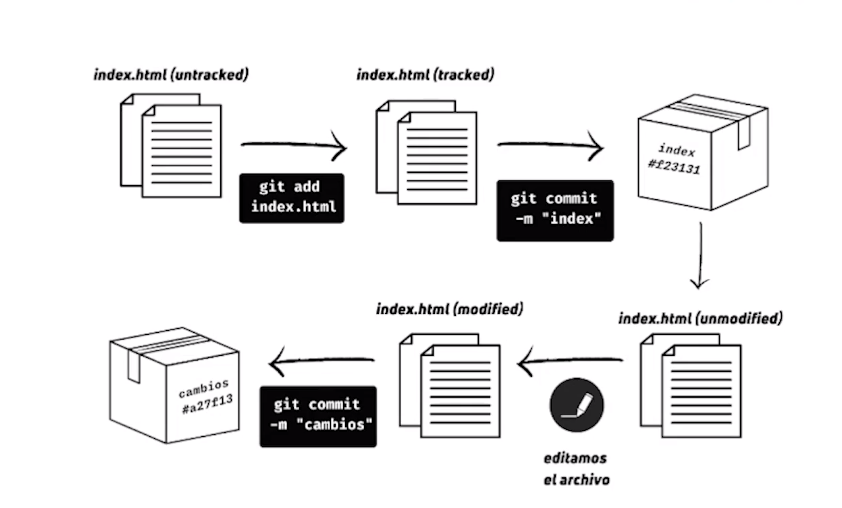 index.html (untracked)
index.html (tracked)
git add
index.html
git commit
-m "index"
index
#f23131
index.html (unmodified)
editamos
el archivo
index.html (modified)
git commit
-m "cambios"
cambios
#a27f13